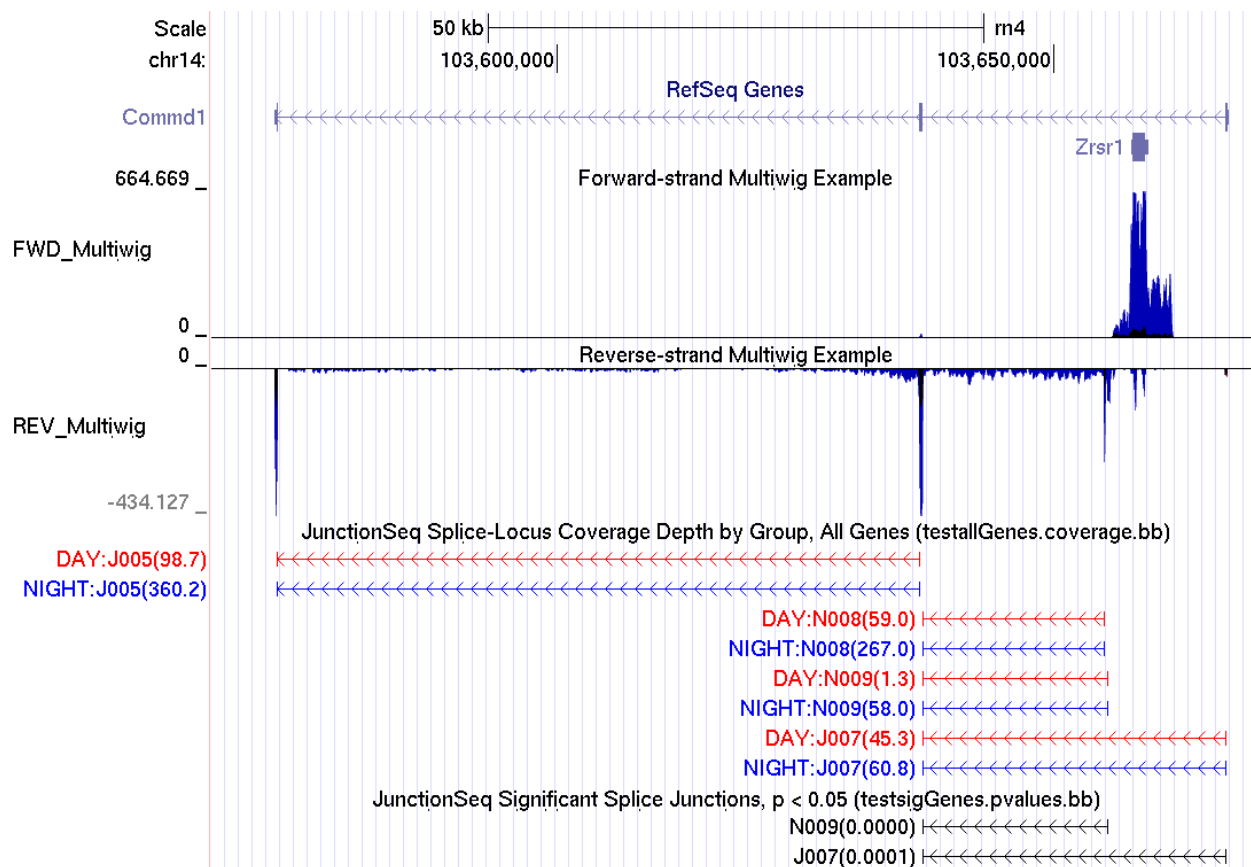 Scale 50 kb rn4
chr14: 103,600,000 103,650,000
RefSeq Genes
Commd1
Zrsr1
664.669 _ Forward-strand Multiwig Example
FWD_Multiwig
0 _
0 _ Reverse-strand Multiwig Example
REV_Multiwig
-434.127 _
JunctionSeq Splice-Locus Coverage Depth by Group, All Genes (testallGenes.coverage.bb)
DAY:J005(98.7)
NIGHT:J005(360.2)
DAY:N008(59.0)
NIGHT:N008(267.0)
DAY:N009(1.3)
NIGHT:N009(58.0)
DAY:J007(45.3)
NIGHT:J007(60.8)
JunctionSeq Significant Splice Junctions, p < 0.05 (testsigGenes.pvalues.bb)
N009(0.0000)
J007(0.0001)